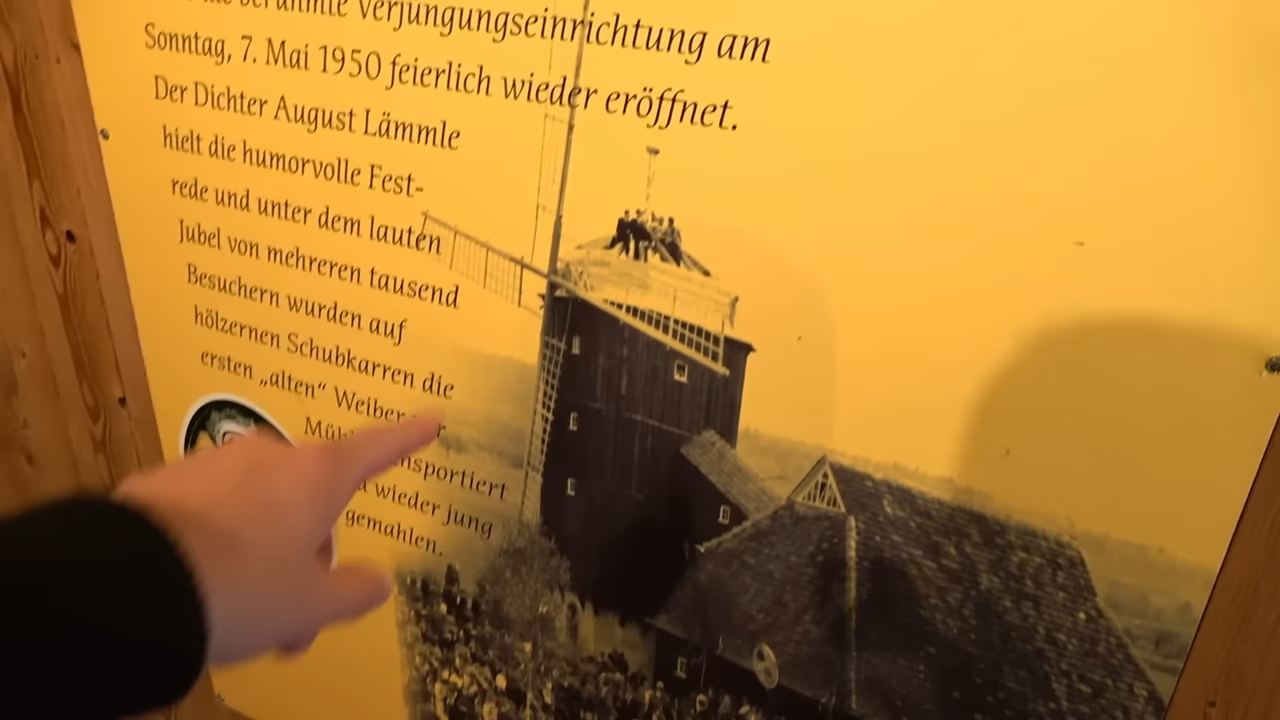 berühmte Verjüngungseinrichtung am
Sonntag, 7. Mai 1950 feierlich wieder eröffnet.
Der Dichter August Lämmle
hielt die humorvolle Fest-
rede und unter dem lauten
Jubel von mehreren tausend
Besuchern wurden auf
hölzernen Schubkarren die
ersten „alten“ Weiber
wieder jung
gemahlen.